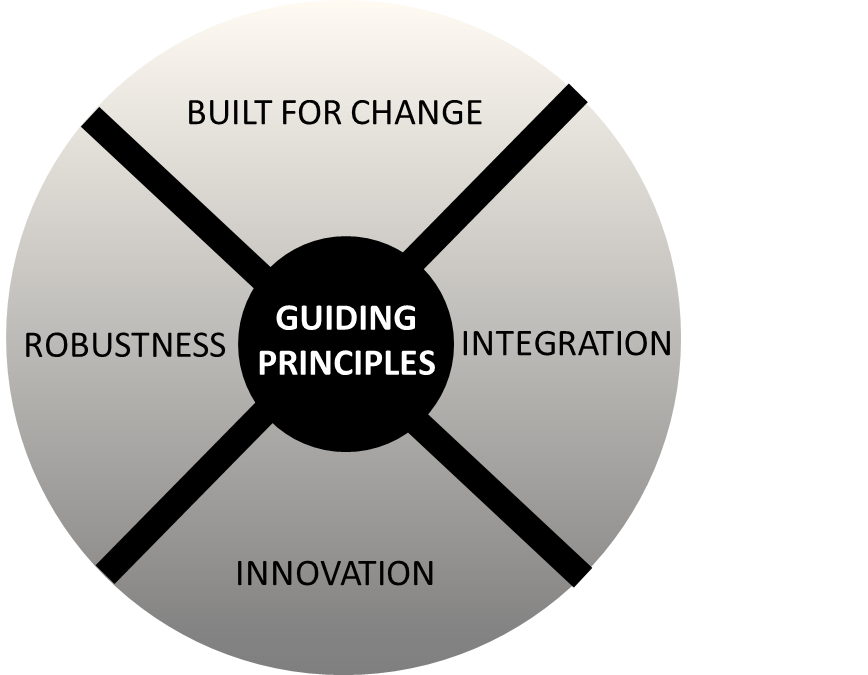 BUILT FOR CHANGE
ROBUSTNESS
GUIDING
PRINCIPLES
INTEGRATION
INNOVATION